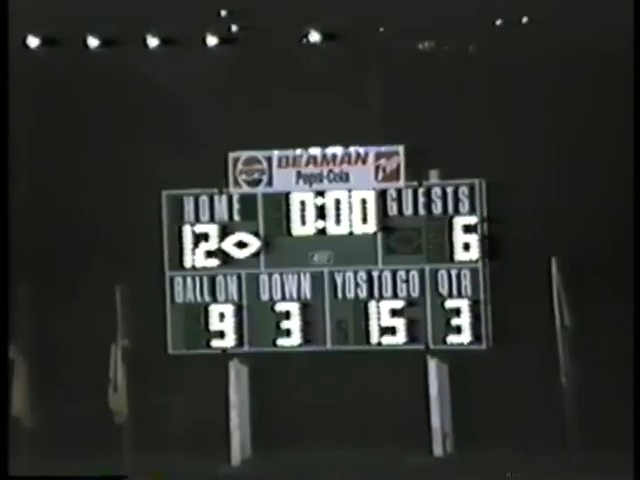 BEAMAN
PEPSI Pepsi-Cola
HOME 0:00 GUESTS
12 6
BALL ON DOWN YDS TO GO QTR
9 3 15 3